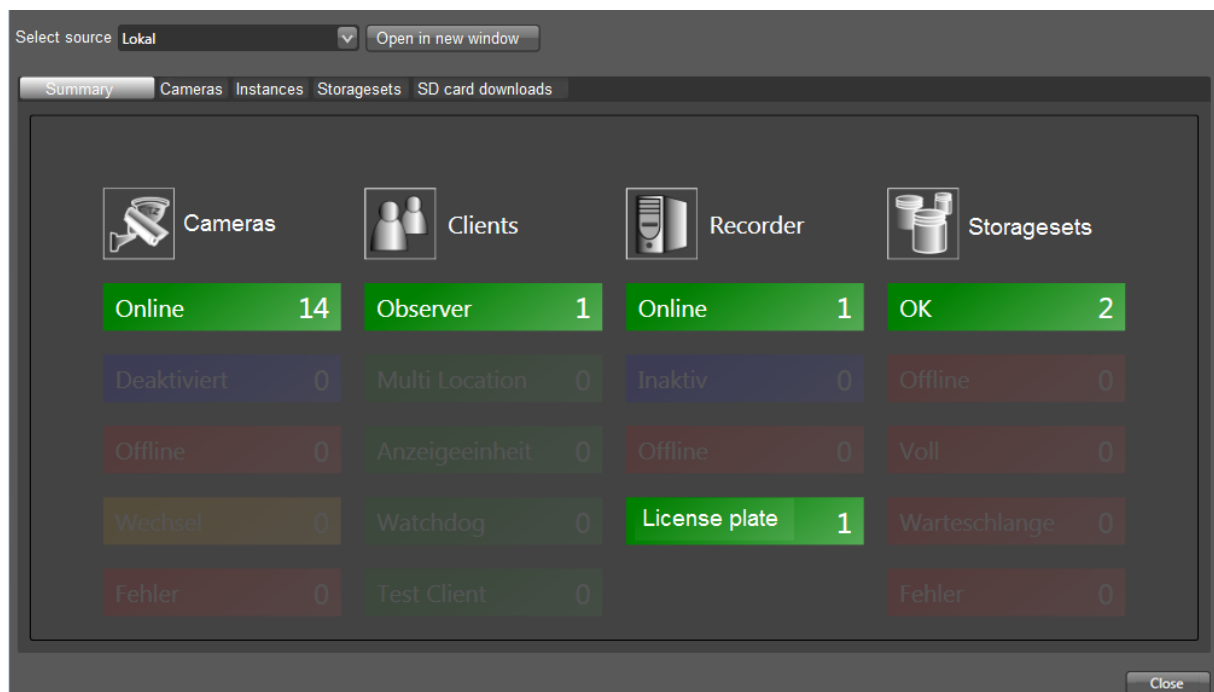 Select source Lokal Open in new window
Summary Cameras Instances Storagesets SD card downloads
Cameras Clients Recorder Storagesets
Online 14 Observer 1 Online 1 OK 2
Deaktiviert 0 Multi Location 0 Inaktiv 0 Offline 0
Offline 0 Anzeigeeinheit 0 Offline 0 Voll 0
Wechsel 0 Watchdog 0 License plate 1 Warteschlange 0
Fehler 0 Test Client 0 Fehler 0
Close